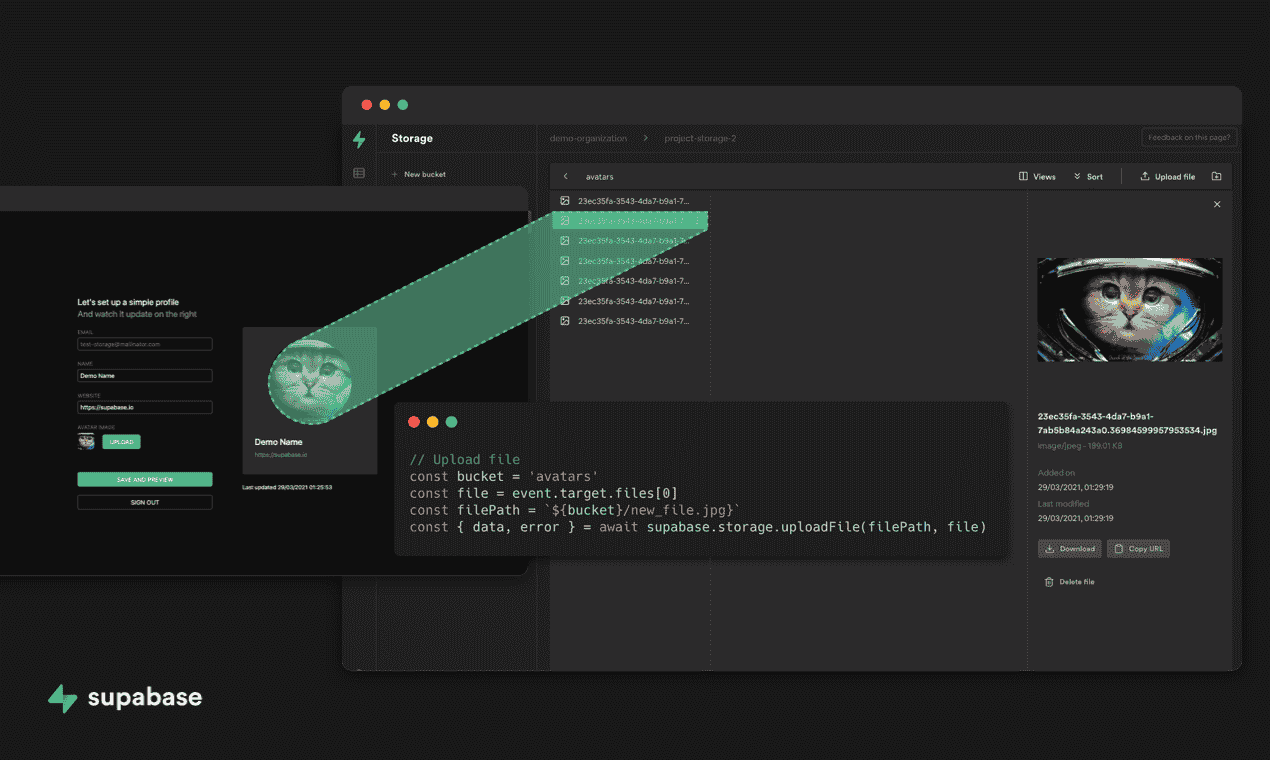 Storage
demo-organization > project-storage-2
Feedback on this page?
+ New bucket
avatars
Views
Sort
Upload file
23ec35fa-3543-4da7-b9a1-7...
23ec35fa-3543-4da7-b9a1-7...
23ec35fa-3543-4da7-b9a1-7...
23ec35fa-3543-4da7-b9a1-7...
23ec35fa-3543-4da7-b9a1-7...
23ec35fa-3543-4da7-b9a1-7...
23ec35fa-3543-4da7-b9a1-7...
23ec35fa-3543-4da7-b9a1-
7ab5b84a243a0.36984599957953534.jpg
image/jpeg - 199.01 KB
Added on
29/03/2021, 01:29:19
Last modified
29/03/2021, 01:29:19
Download
Copy URL
Delete file
Let's set up a simple profile
And watch it update on the right
EMAIL
test-storage@mailinator.com
NAME
Demo Name
WEBSITE
https://supabase.io
AVATAR IMAGE
UPLOAD
SAVE AND PREVIEW
SIGN OUT
Demo Name
https://supabase.io
Last updated 29/03/2021 01:25:53
// Upload file
const bucket = 'avatars'
const file = event.target.files[0]
const filePath = `${bucket}/new_file.jpg}`
const { data, error } = await supabase.storage.uploadFile(filePath, file)
supabase